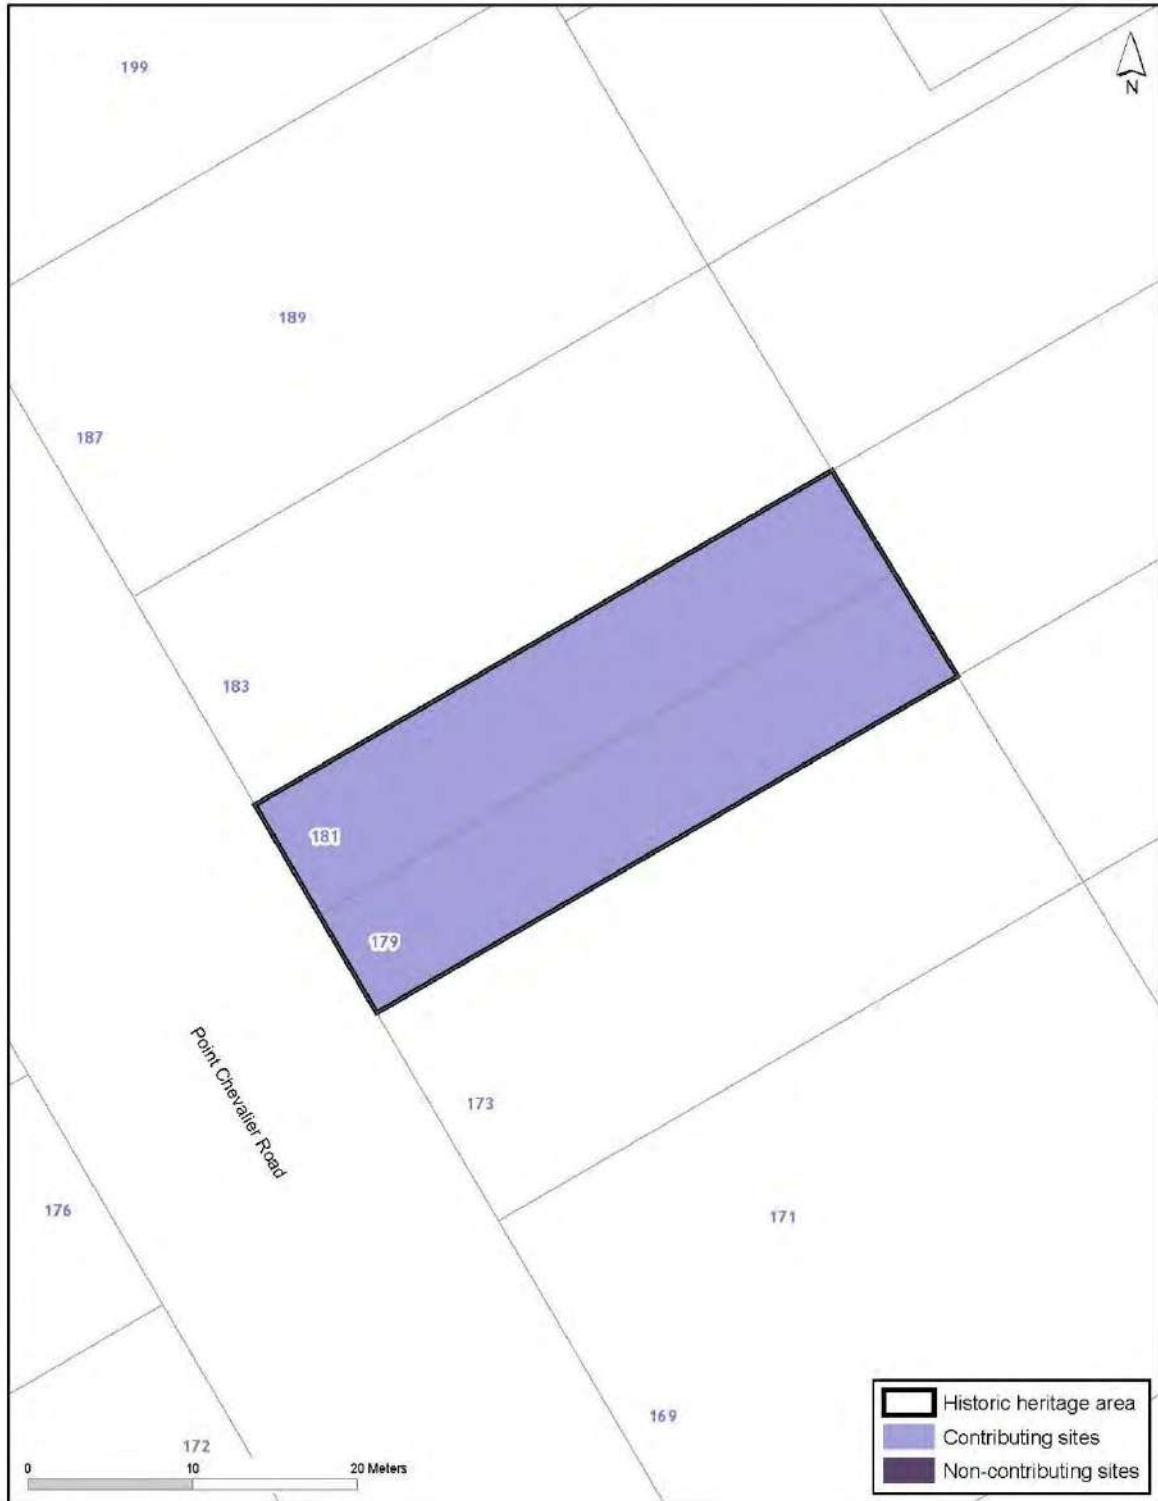 199
N
189
187
183
181
179
Point Chevalier Road
173
176
171
169
172
0 10 20 Meters
Historic heritage area
Contributing sites
Non-contributing sites